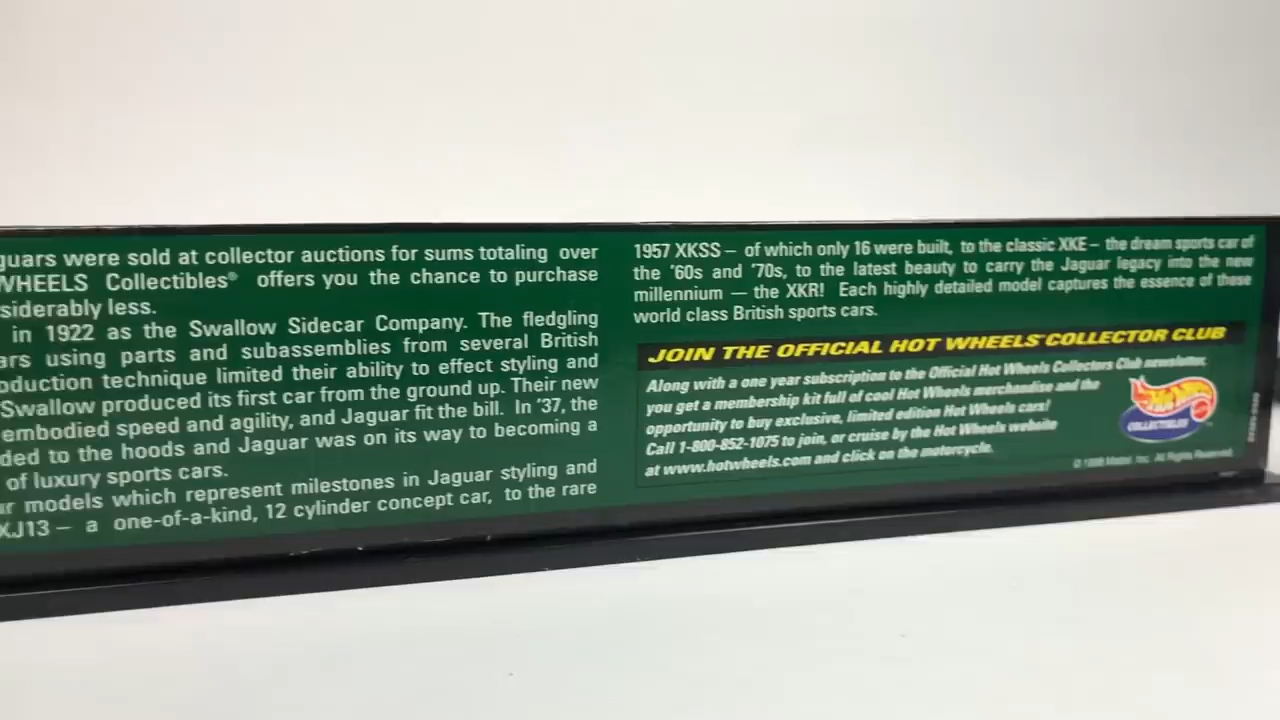 guars were sold at collector auctions for sums totaling over
WHEELS Collectibles® offers you the chance to purchase
siderably less.
in 1922 as the Swallow Sidecar Company. The fledgling
ars using parts and subassemblies from several British
oduction technique limited their ability to effect styling and
Swallow produced its first car from the ground up. Their new
embodied speed and agility, and Jaguar fit the bill. In '37, the
ded to the hoods and Jaguar was on its way to becoming a
of luxury sports cars.
ur models which represent milestones in Jaguar styling and
XJ13 – a one-of-a-kind, 12 cylinder concept car, to the rare
1957 XKSS – of which only 16 were built, to the classic XKE – the dream sports car of
the '60s and '70s, to the latest beauty to carry the Jaguar legacy into the new
millennium — the XKR! Each highly detailed model captures the essence of these
world class British sports cars.
JOIN THE OFFICIAL HOT WHEELS® COLLECTOR CLUB
Along with a one year subscription to the Official Hot Wheels Collectors Club newsletter,
you get a membership kit full of cool Hot Wheels merchandise and the
opportunity to buy exclusive, limited edition Hot Wheels cars!
Call 1-800-852-1075 to join, or cruise by the Hot Wheels website
at www.hotwheels.com and click on the motorcycle.
Hot Wheels
COLLECTIBLES
Mattel, Inc. All Rights Reserved.